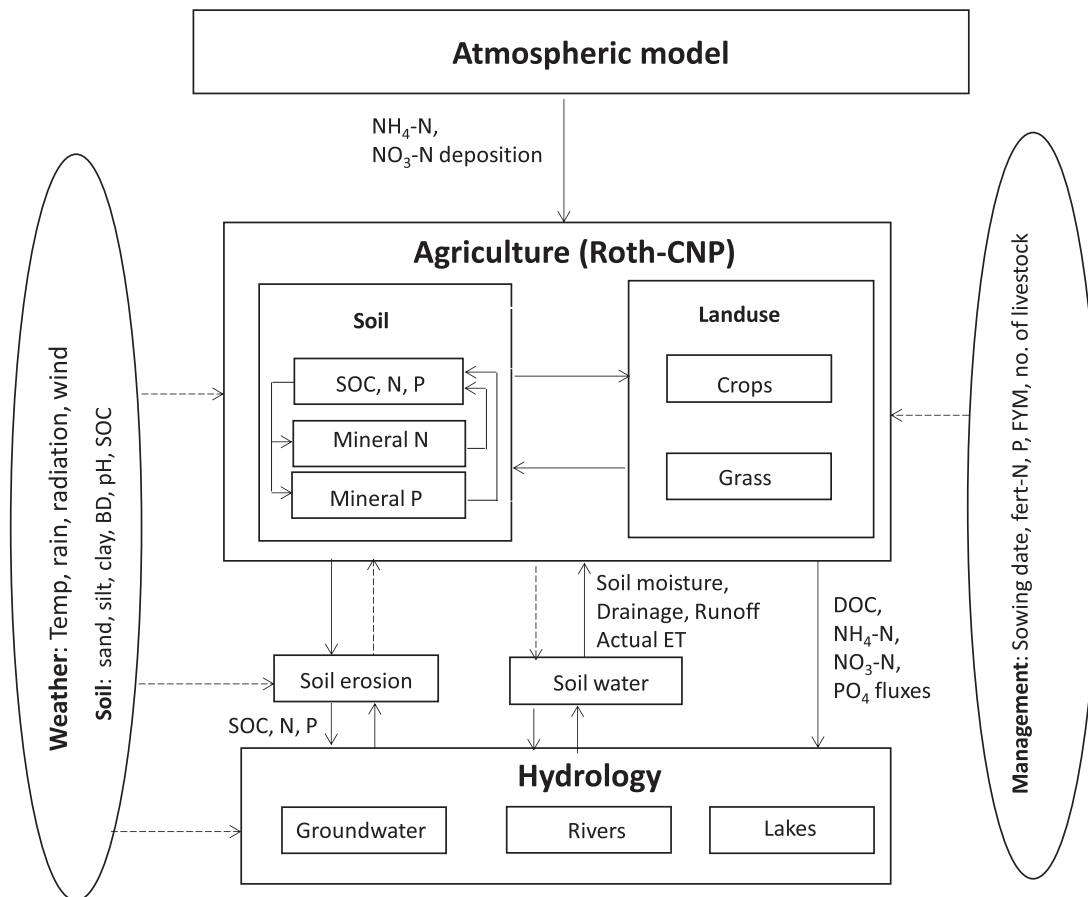 Atmospheric model
NH₄-N,
NO₃-N deposition
Weather: Temp, rain, radiation, wind
Soil: sand, silt, clay, BD, pH, SOC
Agriculture (Roth-CNP)
Soil
SOC, N, P
Mineral N
Mineral P
Landuse
Crops
Grass
Management: Sowing date, fert-N, P, FYM, no. of livestock
Soil moisture,
Drainage, Runoff
Actual ET
DOC,
NH₄-N,
NO₃-N,
PO₄ fluxes
Soil erosion
Soil water
SOC, N, P
Hydrology
Groundwater
Rivers
Lakes